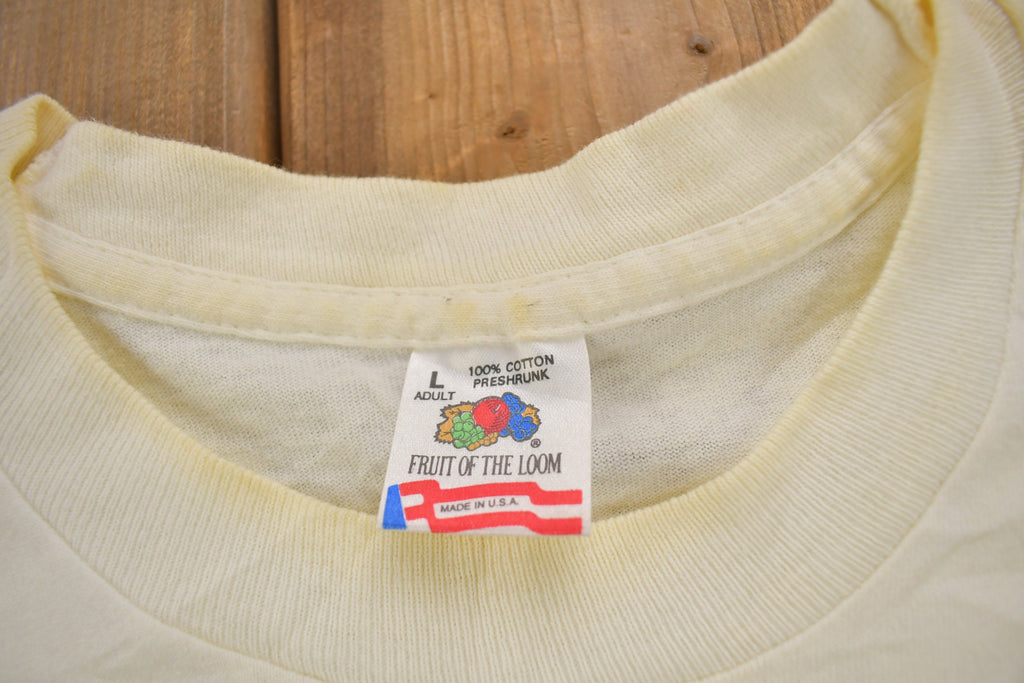 L
ADULT
100% COTTON
PRESHRUNK
®
FRUIT OF THE LOOM
MADE IN U.S.A.